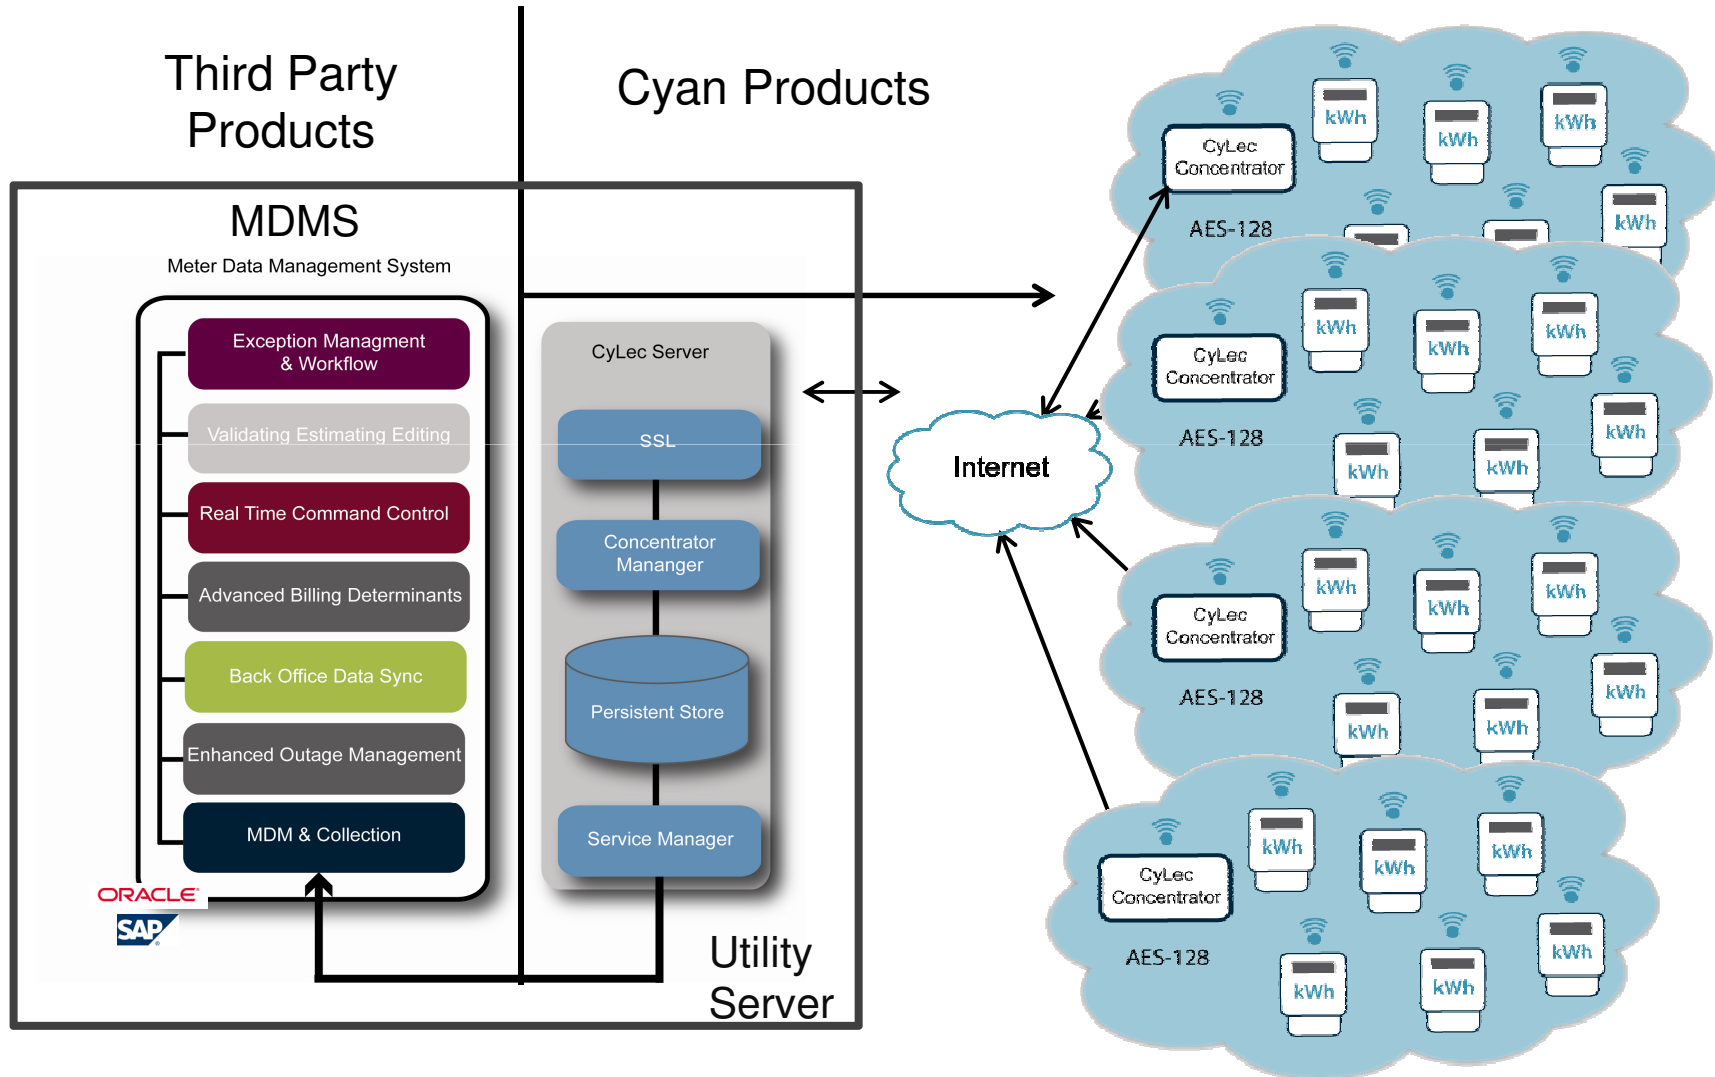 Third Party
Products
Cyan Products
MDMS
Meter Data Management System
Exception Managment
& Workflow
Validating Estimating Editing
Real Time Command Control
Advanced Billing Determinants
Back Office Data Sync
Enhanced Outage Management
MDM & Collection
ORACLE®
SAP®
CyLec Server
SSL
Concentrator
Mananger
Persistent Store
Service Manager
Utility
Server
Internet
CyLec
Concentrator
AES-128
kWh
kWh
kWh
kWh
CyLec
Concentrator
AES-128
kWh
kWh
kWh
kWh
kWh
kWh
CyLec
Concentrator
AES-128
kWh
kWh
kWh
kWh
kWh
kWh
CyLec
Concentrator
AES-128
kWh
kWh
kWh
kWh
kWh
kWh